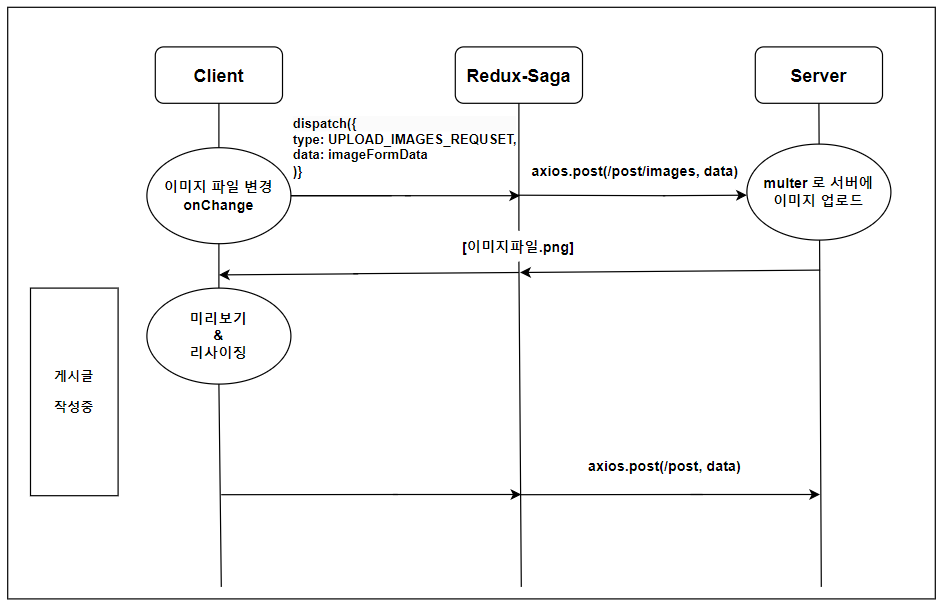 Client
Redux-Saga
Server
dispatch({
type: UPLOAD_IMAGES_REQUSET,
data: imageFormData
)}
이미지 파일 변경
onChange
axios.post(/post/images, data)
multer 로 서버에
이미지 업로드
[이미지파일.png]
미리보기
&
리사이징
게시글
작성중
axios.post(/post, data)